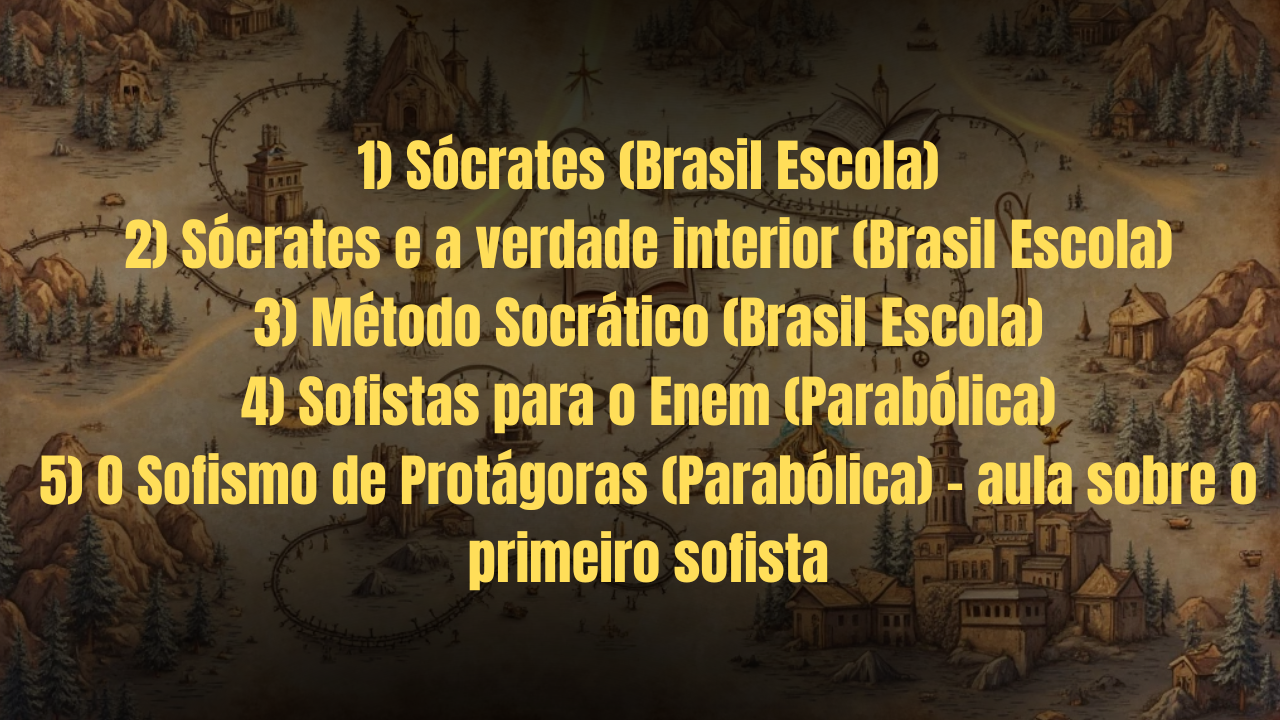 1) Sócrates (Brasil Escola)
2) Sócrates e a verdade interior (Brasil Escola)
3) Método Socrático (Brasil Escola)
4) Sofistas para o Enem (Parabólica)
5) O Sofismo de Protágoras (Parabólica) - aula sobre o
primeiro sofista